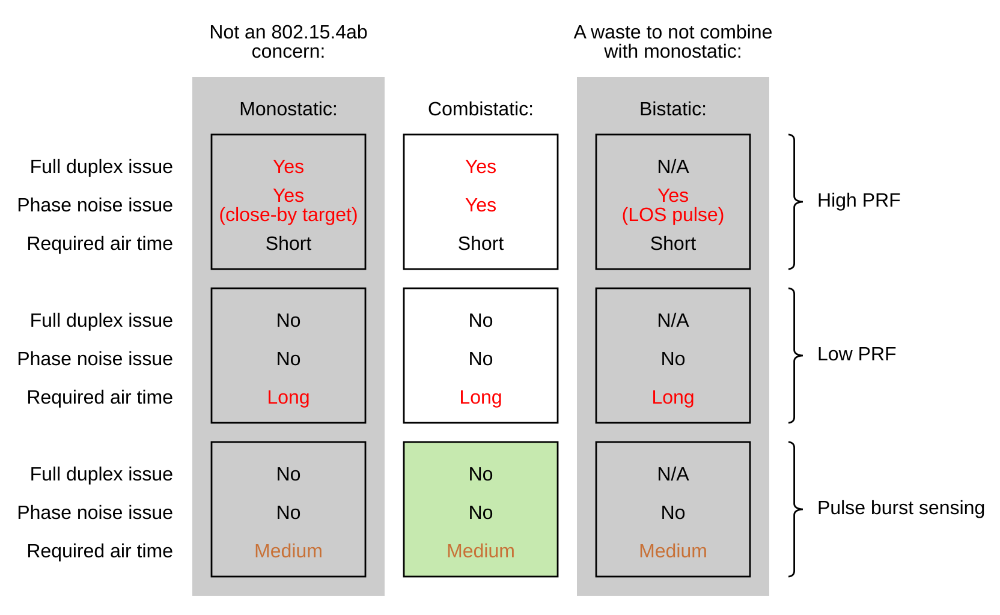 Not an 802.15.4ab
concern:
A waste to not combine
with monostatic:
Monostatic:
Combistatic:
Bistatic:
Full duplex issue
Yes
Yes
N/A
Phase noise issue
Yes
(close-by target)
Yes
Yes
(LOS pulse)
Required air time
Short
Short
Short
High PRF
Full duplex issue
No
No
N/A
Phase noise issue
No
No
No
Required air time
Long
Long
Long
Low PRF
Full duplex issue
No
No
N/A
Phase noise issue
No
No
No
Required air time
Medium
Medium
Medium
Pulse burst sensing